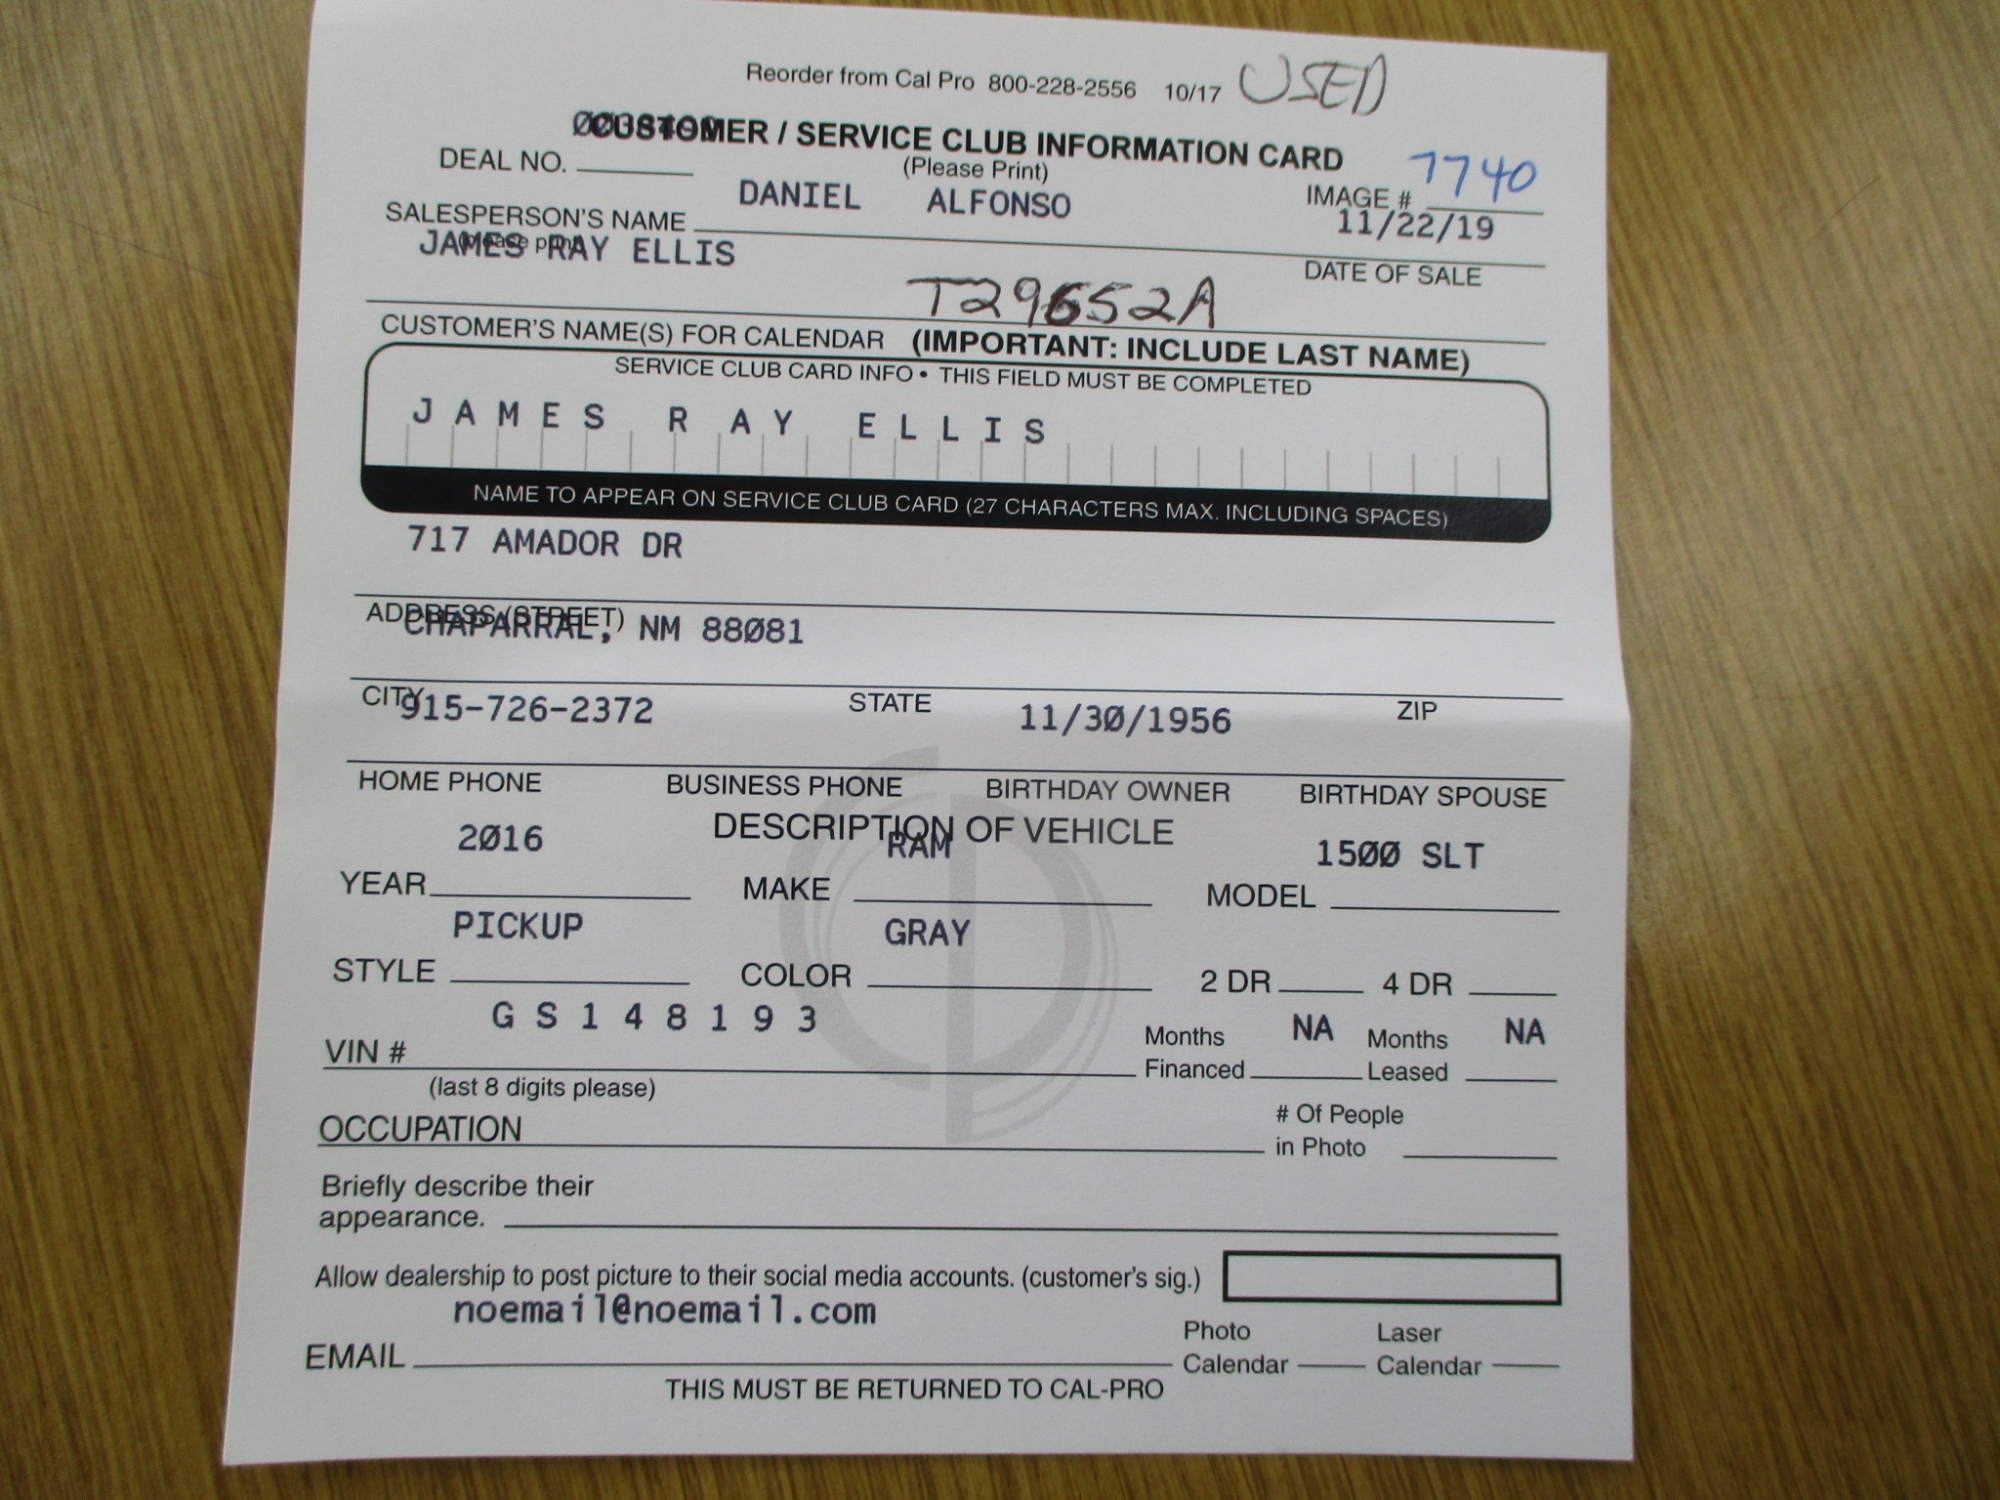 Reorder from Cal Pro 800-228-2556 10/17 USED
CUSTOMER / SERVICE CLUB INFORMATION CARD
DEAL NO. (Please Print)
IMAGE # 7740
SALESPERSON'S NAME DANIEL ALFONSO 11/22/19
(please print)
JAMES RAY ELLIS DATE OF SALE
T29652A
CUSTOMER'S NAME(S) FOR CALENDAR (IMPORTANT: INCLUDE LAST NAME)
SERVICE CLUB CARD INFO • THIS FIELD MUST BE COMPLETED
JAMES RAY ELLIS
NAME TO APPEAR ON SERVICE CLUB CARD (27 CHARACTERS MAX. INCLUDING SPACES)
717 AMADOR DR
ADDRESS (STREET)
CHAPARRAL, NM 88081
CITY STATE ZIP
915-726-2372 11/30/1956
HOME PHONE BUSINESS PHONE BIRTHDAY OWNER BIRTHDAY SPOUSE
DESCRIPTION OF VEHICLE
2016 RAM 1500 SLT
YEAR MAKE MODEL
PICKUP GRAY
STYLE COLOR 2 DR 4 DR
GS148193
VIN # Months Financed NA Months Leased NA
(last 8 digits please)
OCCUPATION # Of People in Photo
Briefly describe their
appearance.
Allow dealership to post picture to their social media accounts. (customer's sig.)
noemail@noemail.com
EMAIL Photo Calendar Laser Calendar
THIS MUST BE RETURNED TO CAL-PRO